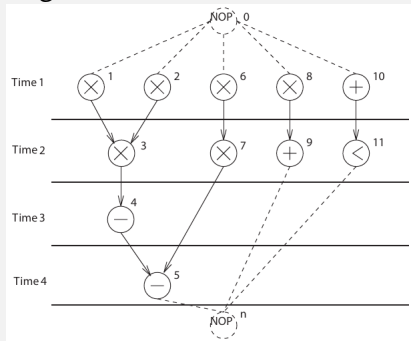 NOP 0
Time 1 × 1 × 2 × 6 × 8 + 10
Time 2 × 3 × 7 + 9 < 11
Time 3 − 4
Time 4 − 5
NOP n